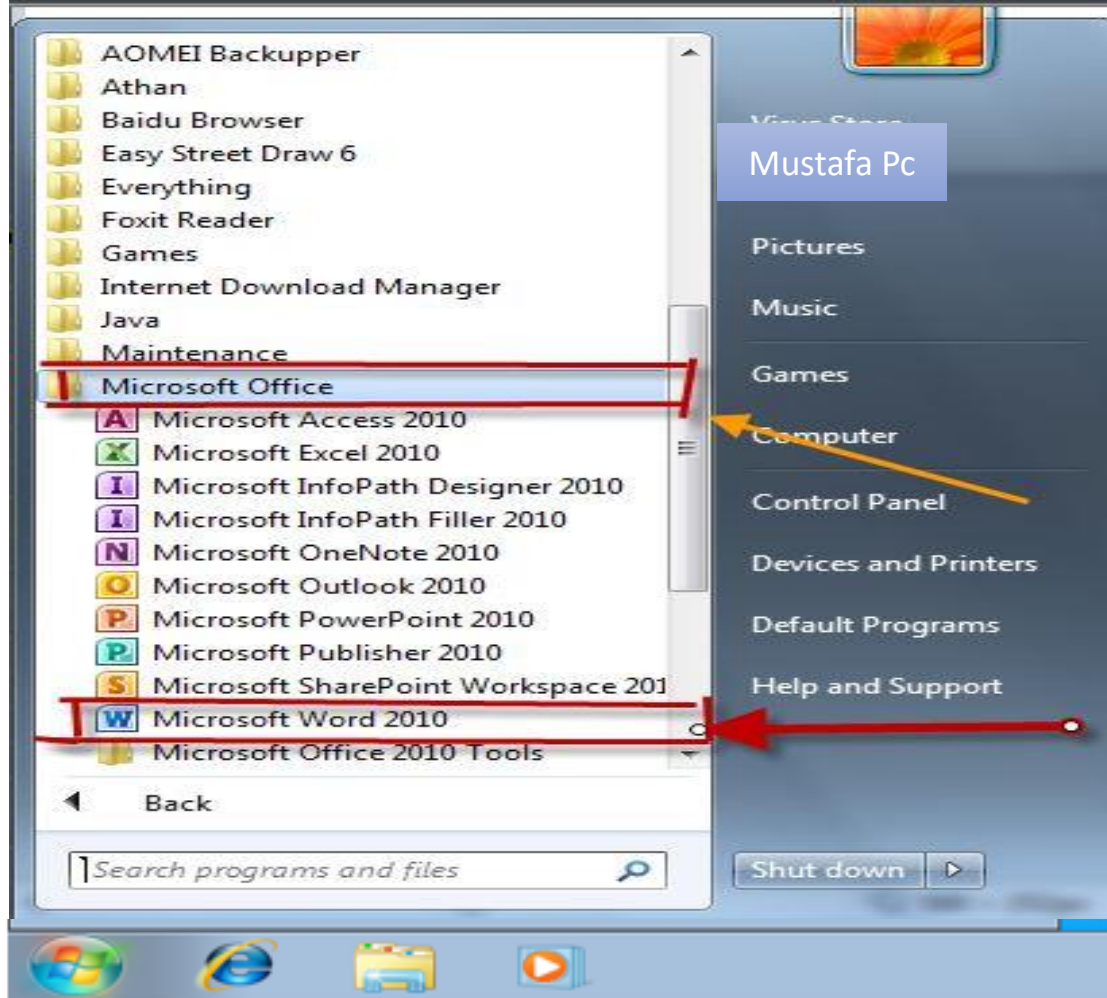 AOMEI Backupper
Athan
Baidu Browser
Easy Street Draw 6
Everything
Foxit Reader
Games
Internet Download Manager
Java
Maintenance
Microsoft Office
Microsoft Access 2010
Microsoft Excel 2010
Microsoft InfoPath Designer 2010
Microsoft InfoPath Filler 2010
Microsoft OneNote 2010
Microsoft Outlook 2010
Microsoft PowerPoint 2010
Microsoft Publisher 2010
Microsoft SharePoint Workspace 201
Microsoft Word 2010
Microsoft Office 2010 Tools
Back
Search programs and files
Mustafa Pc
Pictures
Music
Games
Computer
Control Panel
Devices and Printers
Default Programs
Help and Support
Shut down